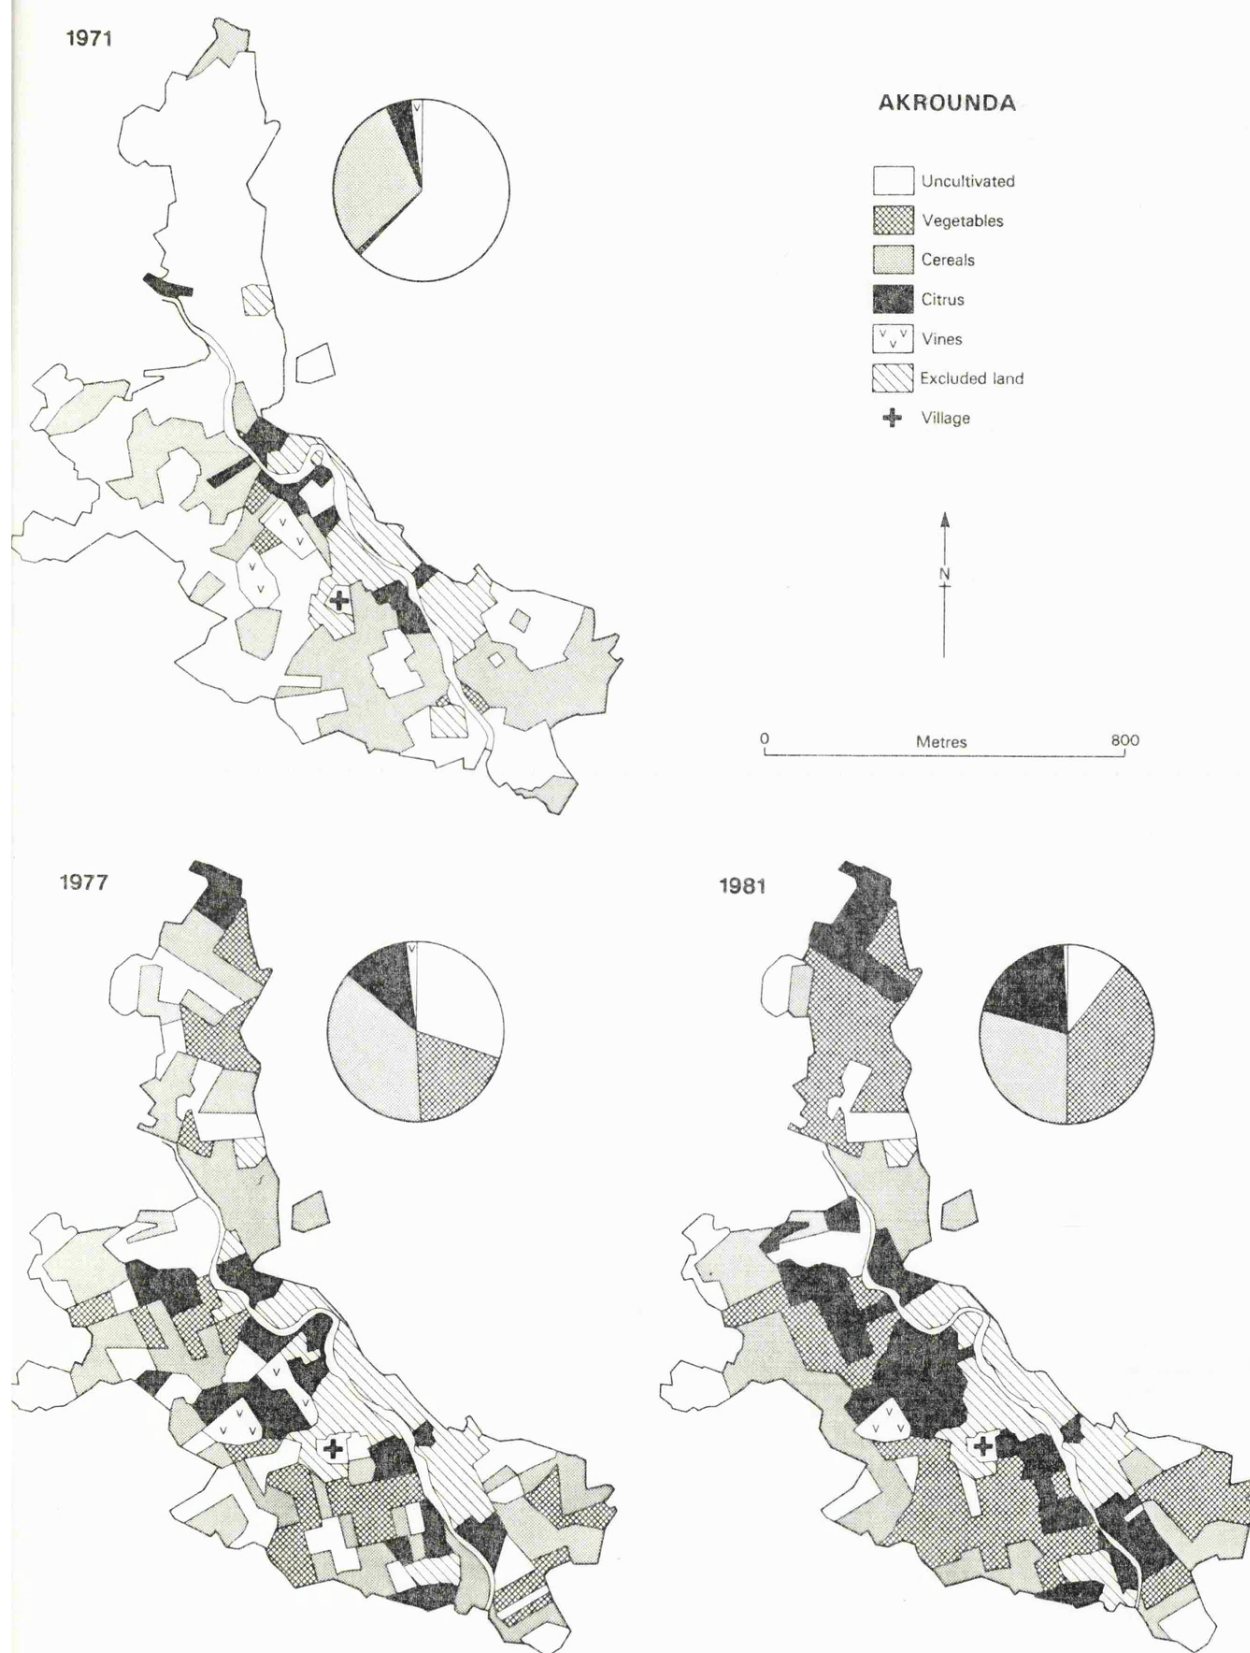 1971
AKROUNDA
Uncultivated
Vegetables
Cereals
Citrus
Vines
Excluded land
Village
N
0 Metres 800
1977
1981